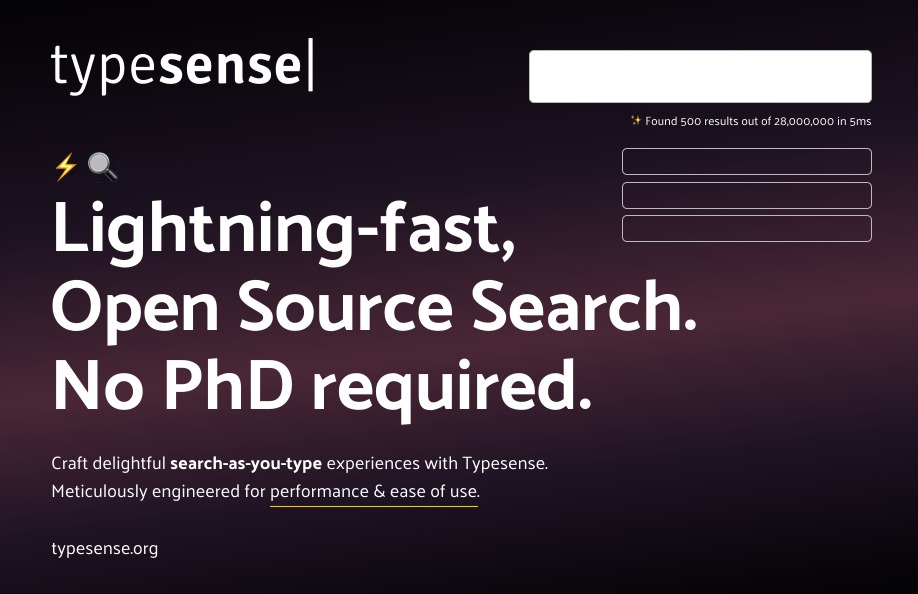 typesense|
✨ Found 500 results out of 28,000,000 in 5ms
⚡🔍
Lightning-fast,
Open Source Search.
No PhD required.
Craft delightful search-as-you-type experiences with Typesense.
Meticulously engineered for performance & ease of use.
typesense.org